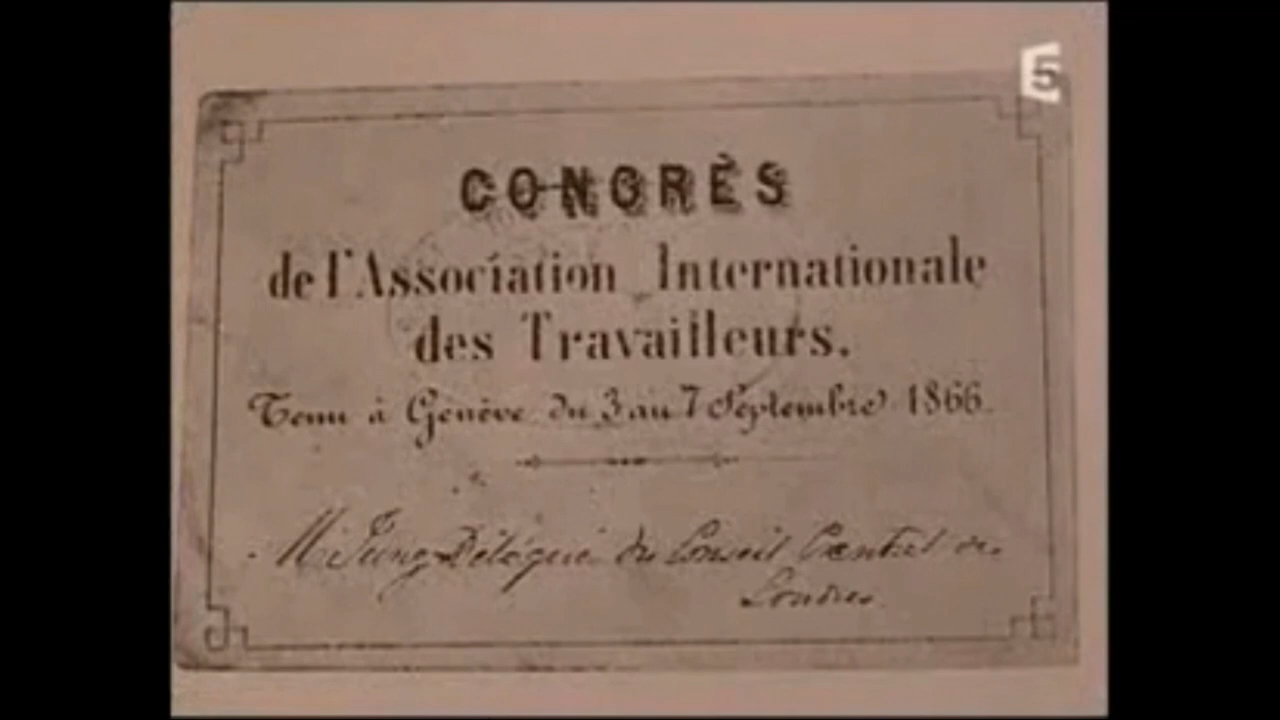 5
CONGRÈS
de l'Association Internationale
des Travailleurs.
Tenu à Genève du 3 au 7 Septembre 1866.
M Jung Délégué du Conseil Central de
Londres